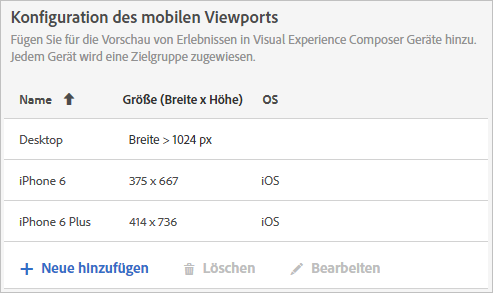 Konfiguration des mobilen Viewports
Fügen Sie für die Vorschau von Erlebnissen in Visual Experience Composer Geräte hinzu.
Jedem Gerät wird eine Zielgruppe zugewiesen.
Name Größe (Breite x Höhe) OS
Desktop Breite > 1024 px
iPhone 6 375 x 667 iOS
iPhone 6 Plus 414 x 736 iOS
Neue hinzufügen Löschen Bearbeiten